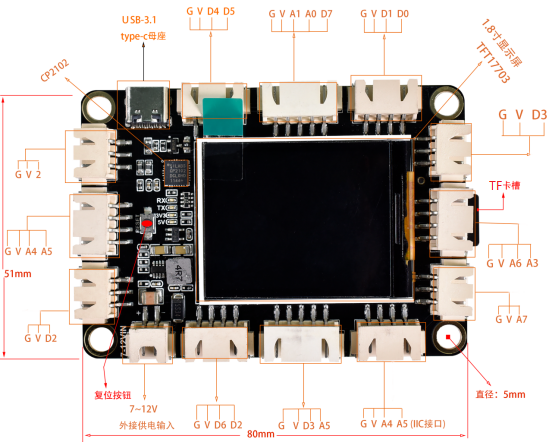 USB-3.1
type-c母座
G V D4 D5
G V A1 A0 D7
G V D1 D0
1.8寸显示屏
TFT17703
CP2102
G V D3
G V 2
RX
TX
3V3
5V
4R7
TF卡槽
G V A4 A5
G V A6 A3
51mm
G V D2
G V A7
7-12VIN
复位按钮
7~12V
外接供电输入
G V D6 D2
G V D3 A5
G V A4 A5 (IIC接口)
直径：5mm
80mm